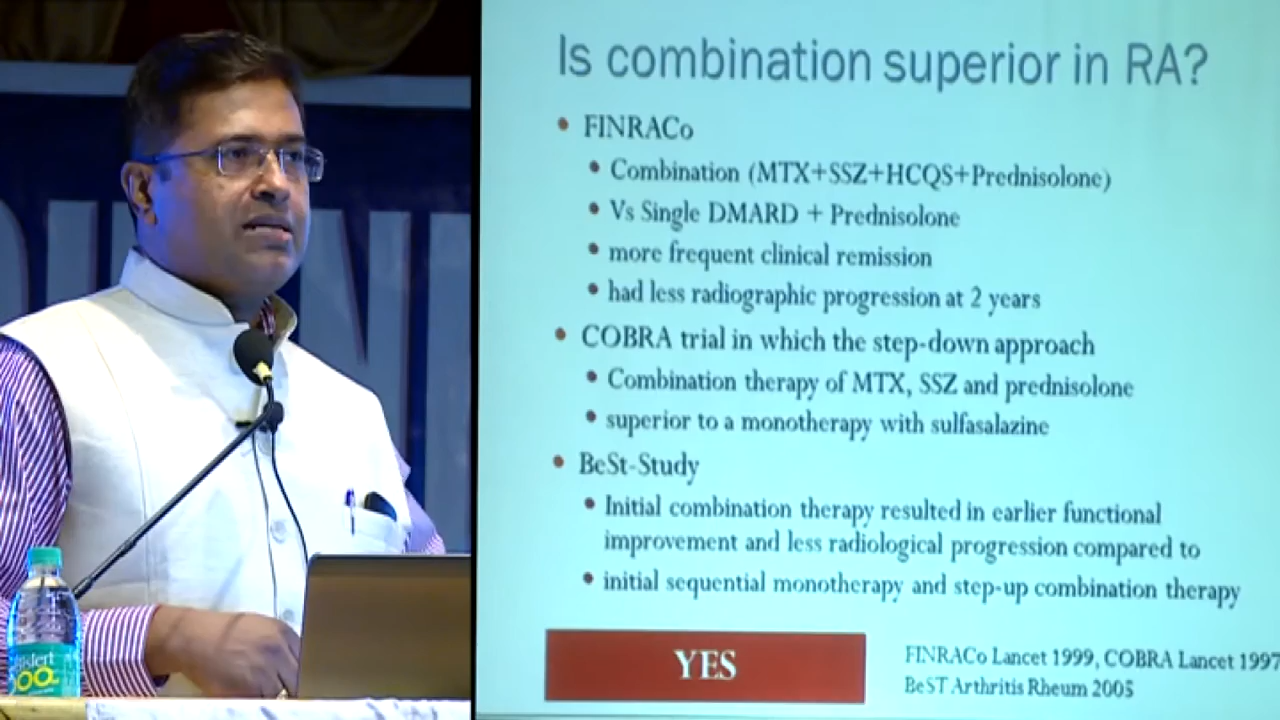 Is combination superior in RA?
• FINRACo
• Combination (MTX+SSZ+HCQS+Prednisolone)
• Vs Single DMARD + Prednisolone
• more frequent clinical remission
• had less radiographic progression at 2 years
• COBRA trial in which the step-down approach
• Combination therapy of MTX, SSZ and prednisolone
• superior to a monotherapy with sulfasalazine
• BeSt-Study
• Initial combination therapy resulted in earlier functional
improvement and less radiological progression compared to
• initial sequential monotherapy and step-up combination therapy
YES
FINRACo Lancet 1999, COBRA Lancet 1997
BeST Arthritis Rheum 2005